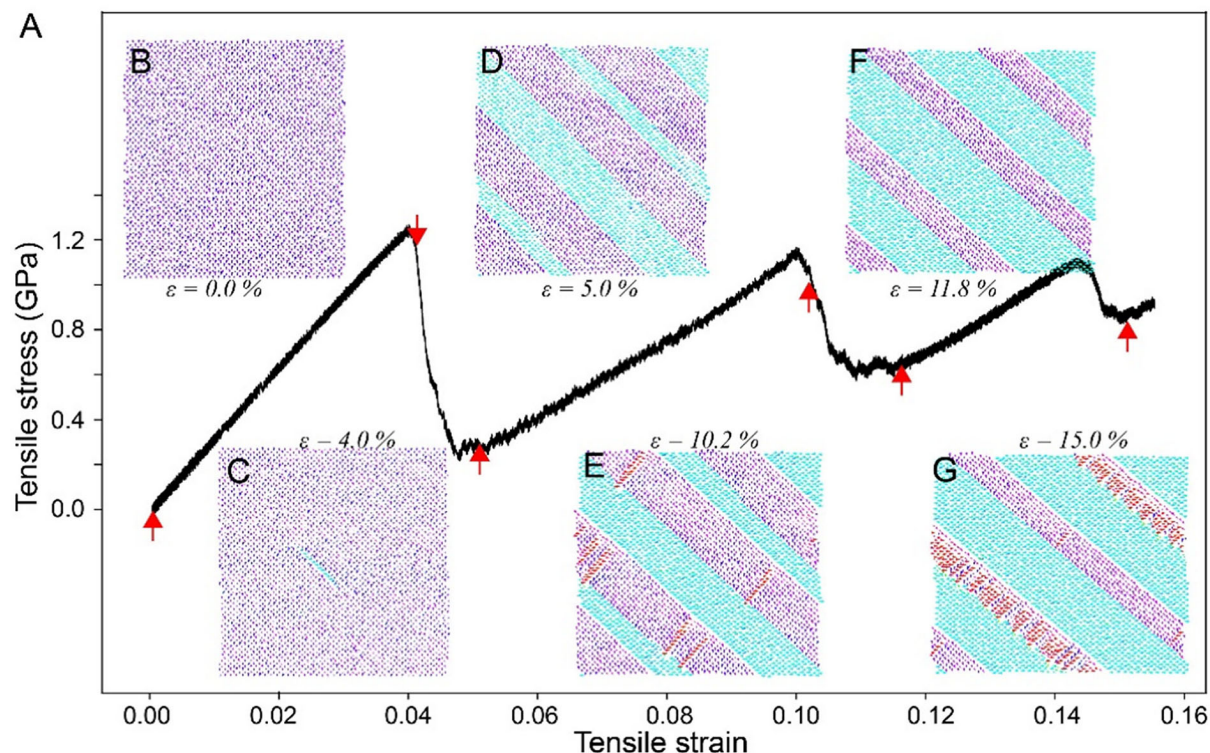 A
B
D
F
ε = 0.0 %
ε = 5.0 %
ε = 11.8 %
1.2
0.8
0.4
0.0
Tensile stress (GPa)
ε – 4.0 %
ε – 10.2 %
ε – 15.0 %
C
E
G
0.00 0.02 0.04 0.06 0.08 0.10 0.12 0.14 0.16
Tensile strain